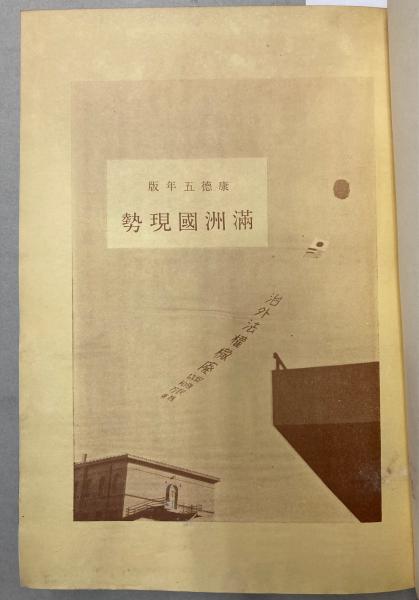 康德五年版
滿洲國現勢
治外法權撤廢